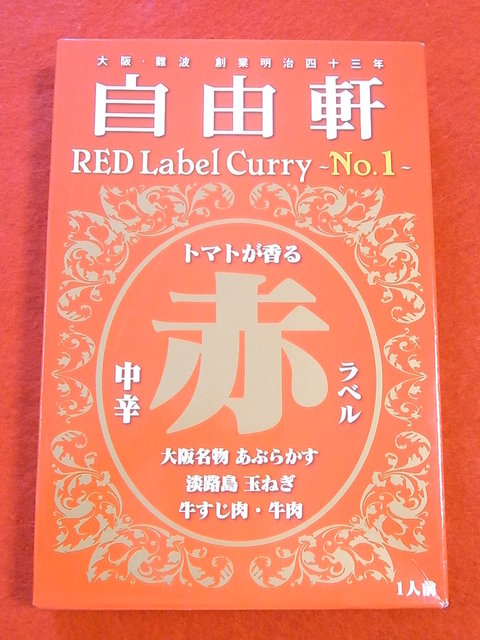 大阪・難波 創業明治四十三年
自由軒
RED Label Curry ~No.1~
トマトが香る
赤
中辛
ラベル
大阪名物 あぶらかす
淡路島 玉ねぎ
牛すじ肉・牛肉
1人前